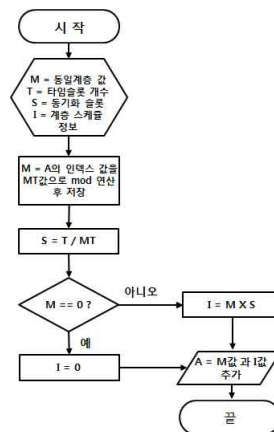 시 작
M = 동일계층 값
T = 타임슬롯 개수
S = 동기화 슬롯
I = 계층 스케쥴
정보
M = A의 인덱스 값을
MT값으로 mod 연산
후 저장
S = T / MT
M == 0 ?
아니오
I = M X S
예
I = 0
A = M값 과 I값
추가
끝